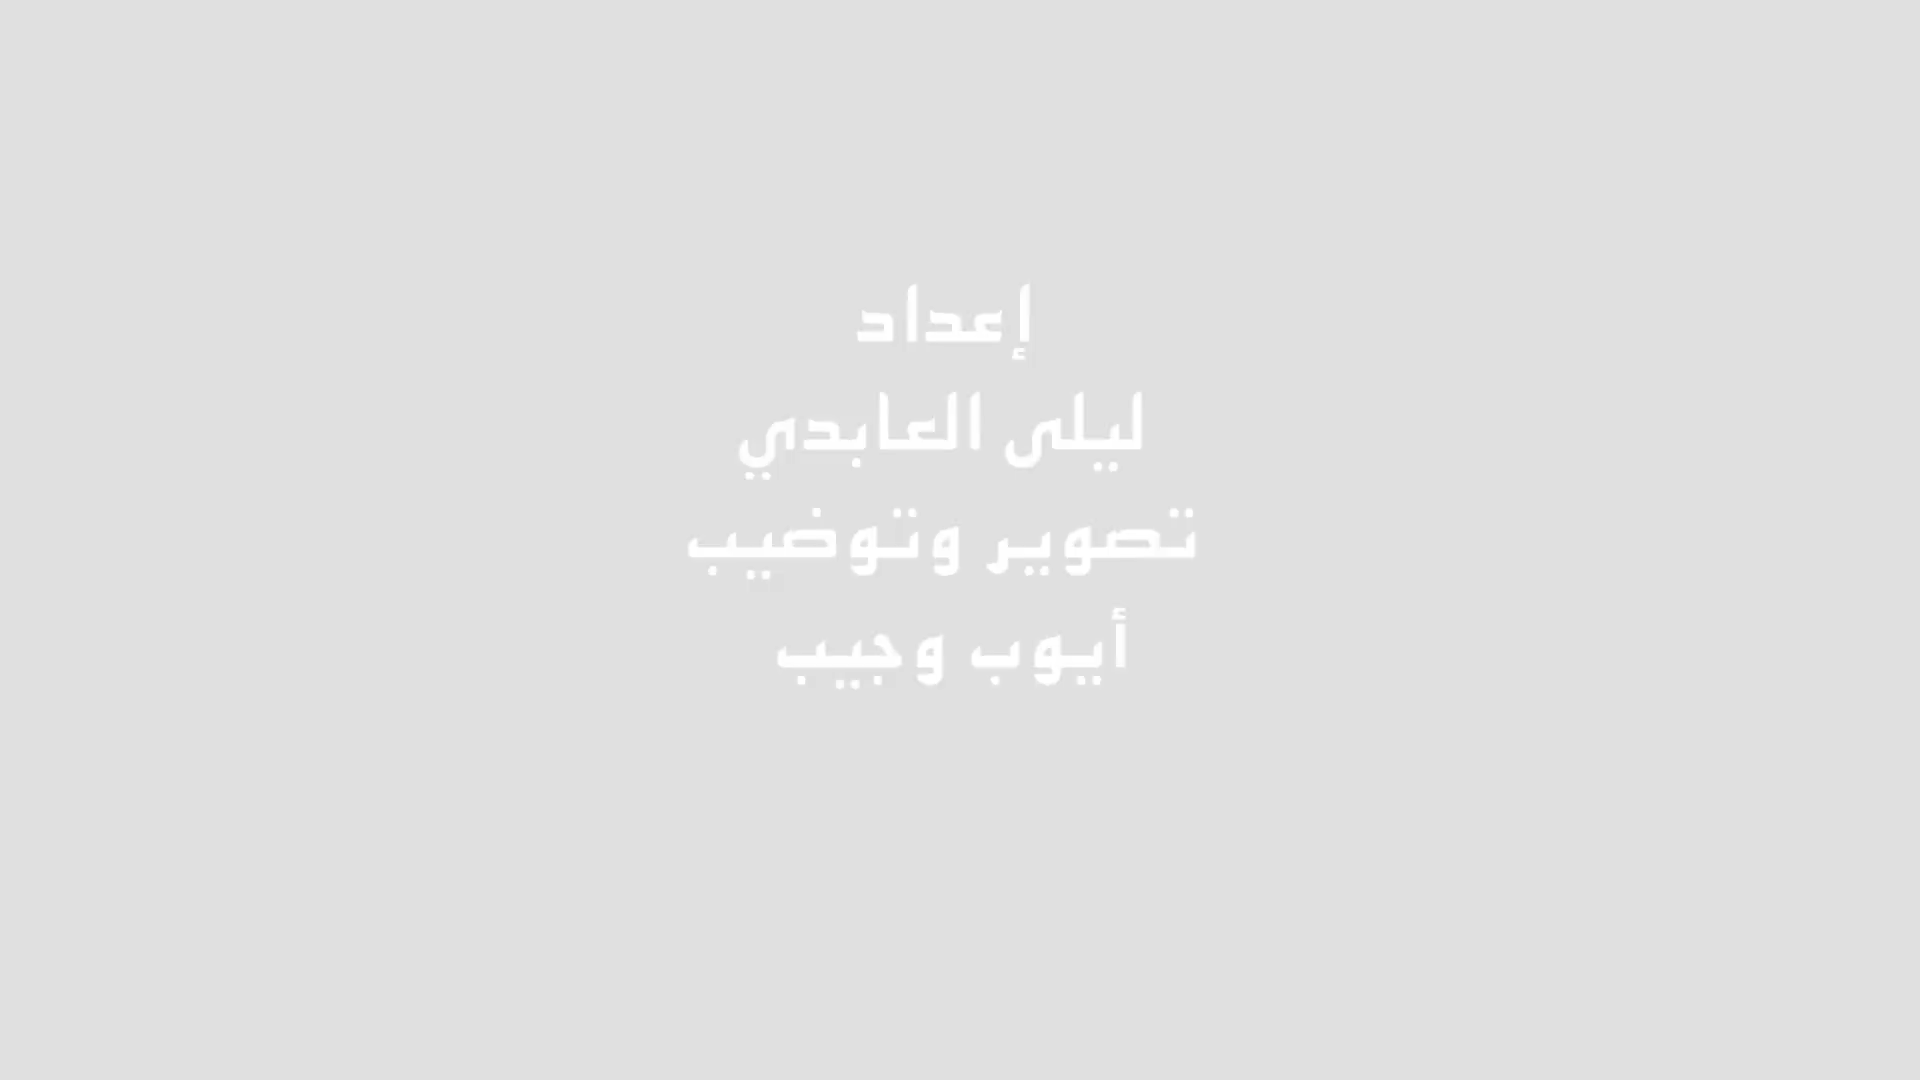 إعداد
ليلى العابدي
تصوير وتوضيب
أيوب وجيب